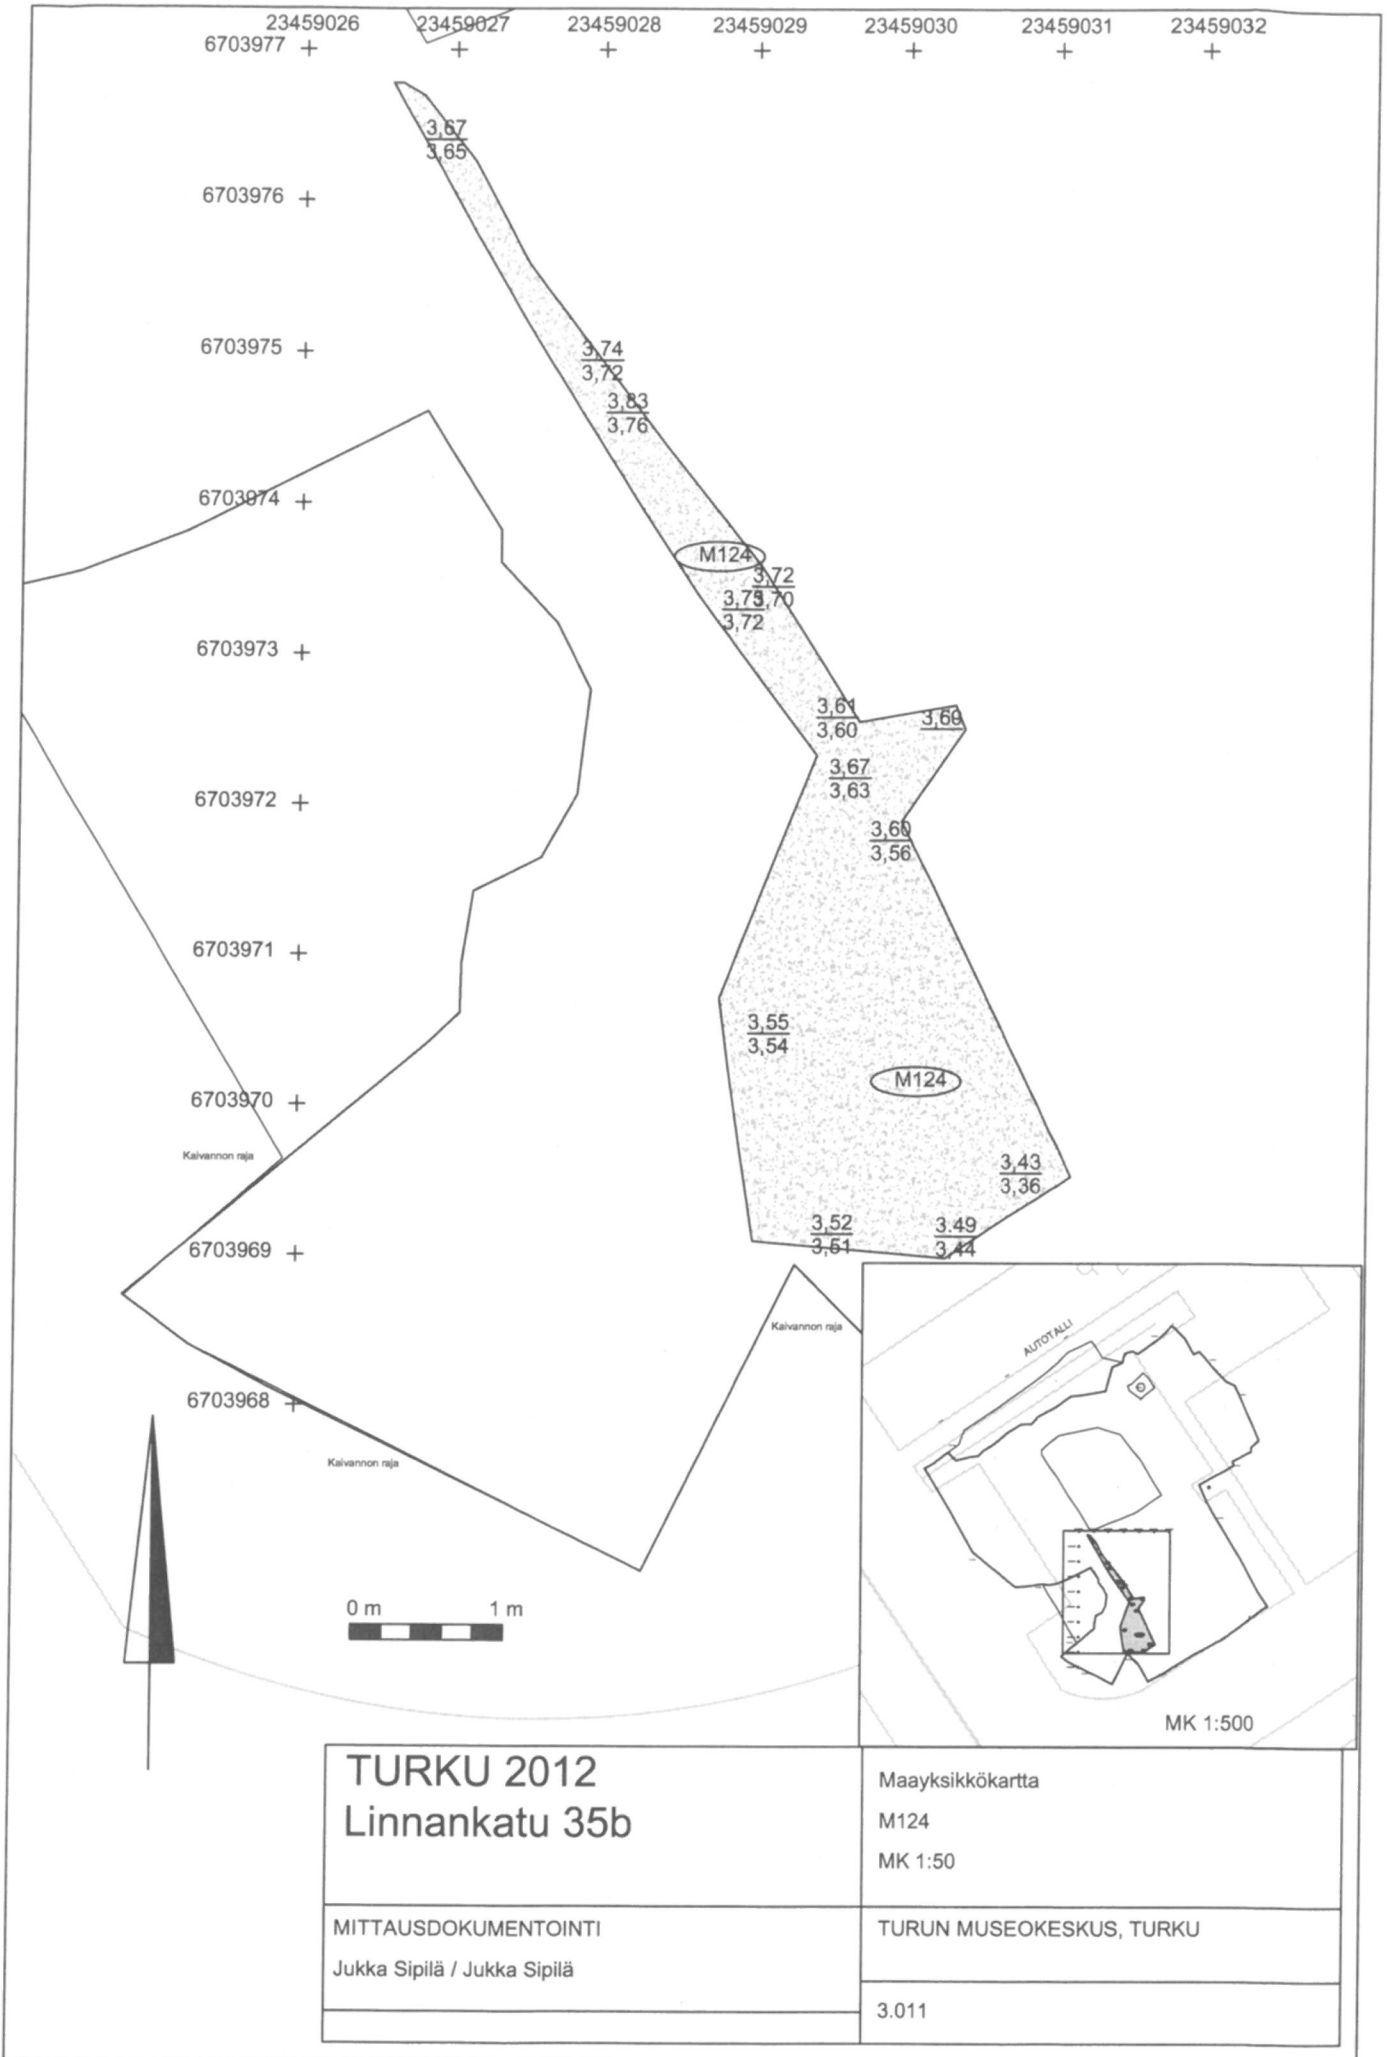 23459026 23459027 23459028 23459029 23459030 23459031 23459032
6703977
3,67
3,65
6703976
6703975
3,74
3,72
3,83
3,76
6703974
M124
3,72
3,70
3,72
6703973
3,61
3,60
3,60
3,67
3,63
6703972
3,60
3,56
6703971
3,55
3,54
M124
6703970
Kaivannon raja
3,43
3,36
3,52
3,51
3.49
3,44
6703969
Kaivannon raja
AUTOTALLI
6703968
Kaivannon raja
0 m 1 m
MK 1:500
TURKU 2012
Linnankatu 35b
Maayksikkökartta
M124
MK 1:50
MITTAUSDOKUMENTOINTI
Jukka Sipilä / Jukka Sipilä
TURUN MUSEOKESKUS, TURKU
3.011